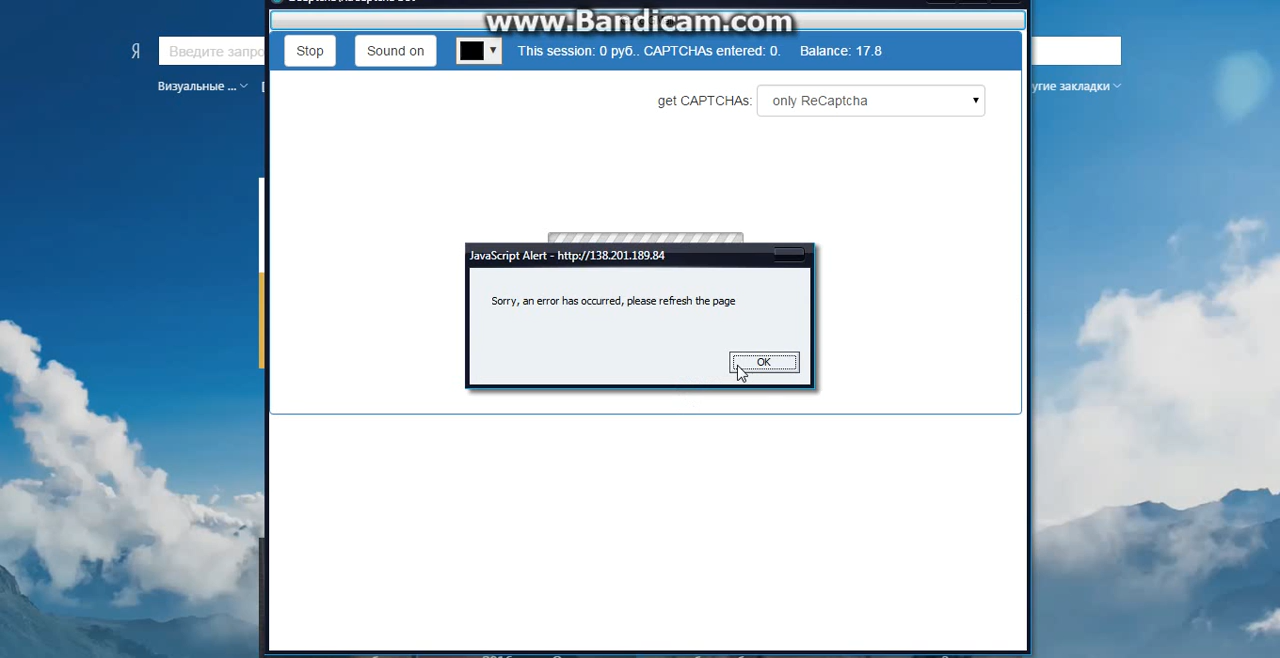 www.Bandicam.com
Я
Введите запро
Stop
Sound on
This session: 0 руб.. CAPTCHAs entered: 0.
Balance: 17.8
Визуальные ...
get CAPTCHAs:
only ReCaptcha
JavaScript Alert - http://138.201.189.84
Sorry, an error has occurred, please refresh the page
OK